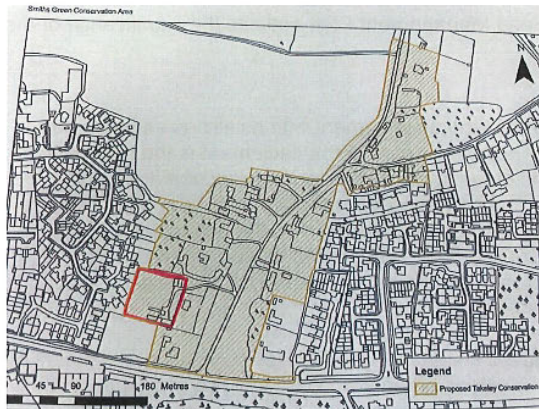 Smiths Green Conservation Area
N
Legend
Proposed Takeley Conservation
45
90
180 Metres